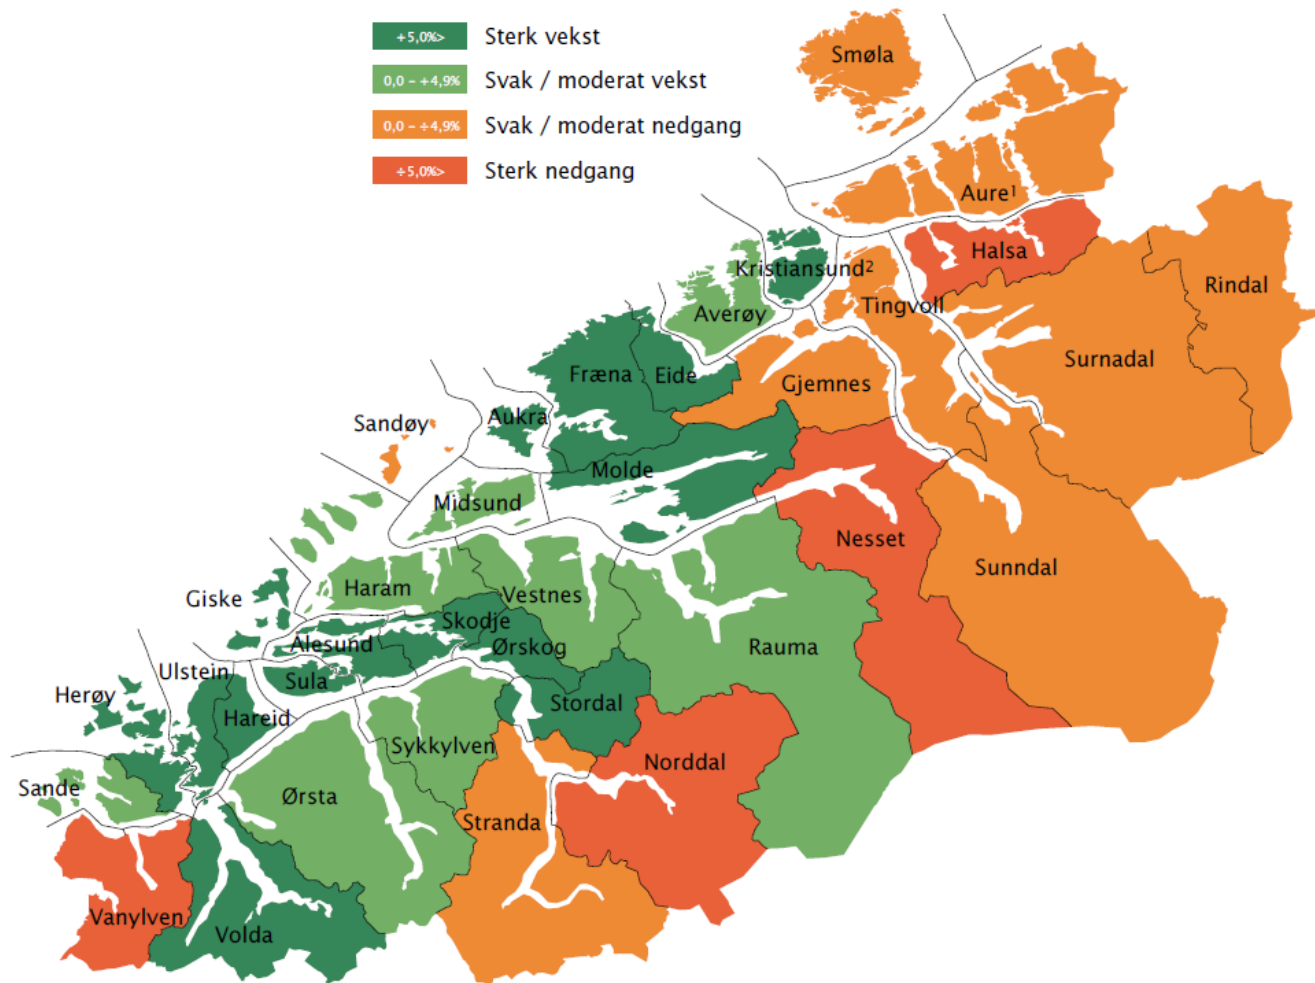 +5,0%> Sterk vekst
0,0 – +4,9% Svak / moderat vekst
0,0 – ÷4,9% Svak / moderat nedgang
÷5,0%> Sterk nedgang
Smøla
Aure¹
Halsa
Kristiansund²
Rindal
Tingvoll
Averøy
Surnadal
Fræna
Eide
Gjemnes
Aukra
Sandøy
Molde
Midsund
Nesset
Sunndal
Haram
Vestnes
Giske
Skodje
Ålesund
Ørskog
Rauma
Ulstein
Sula
Herøy
Stordal
Hareid
Sykkylven
Norddal
Sande
Ørsta
Stranda
Vanylven
Volda